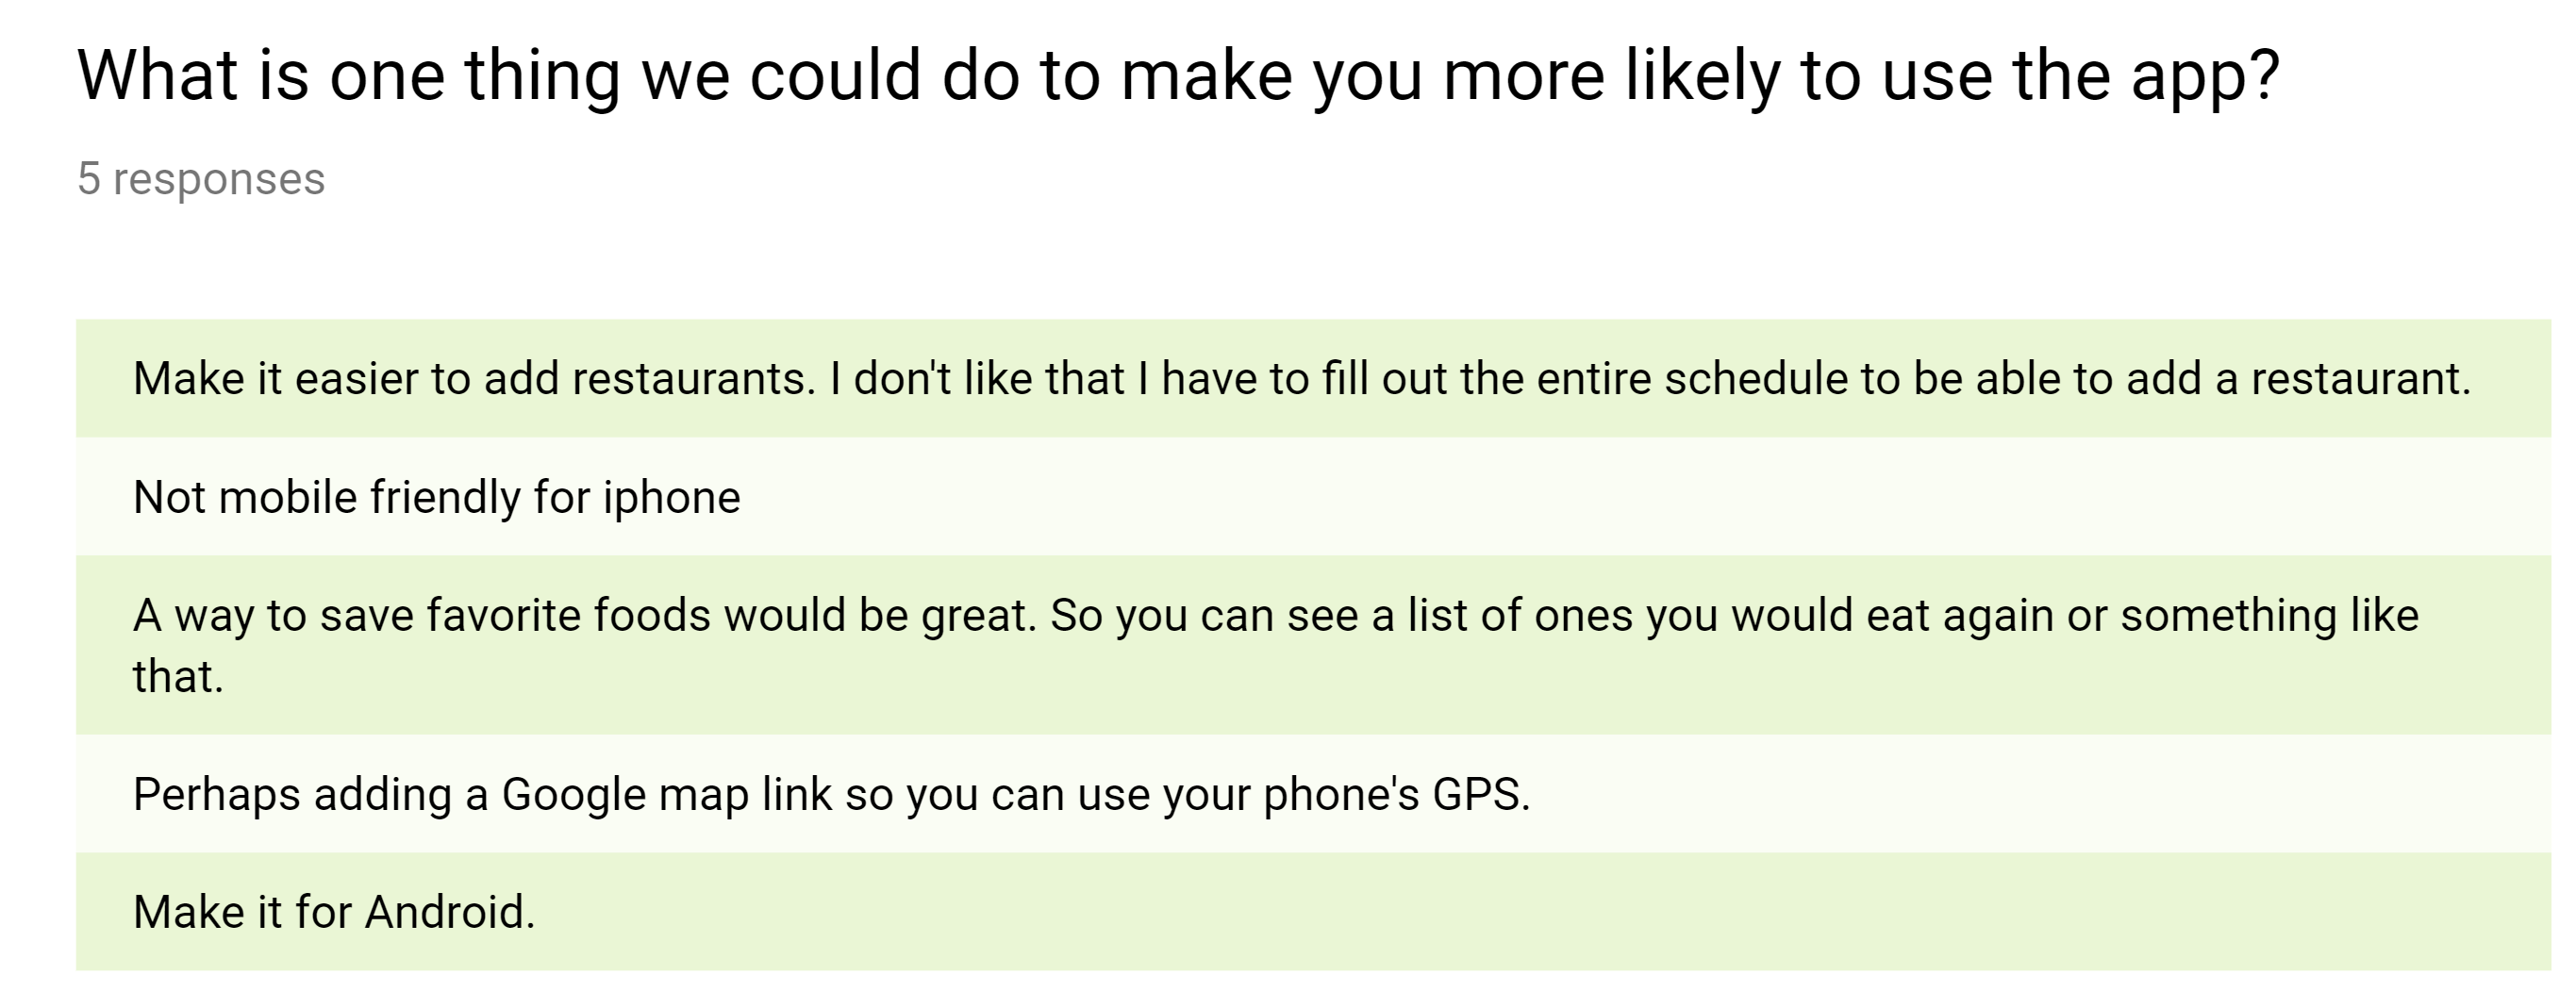 What is one thing we could do to make you more likely to use the app?
5 responses
Make it easier to add restaurants. I don't like that I have to fill out the entire schedule to be able to add a restaurant.
Not mobile friendly for iphone
A way to save favorite foods would be great. So you can see a list of ones you would eat again or something like
that.
Perhaps adding a Google map link so you can use your phone's GPS.
Make it for Android.